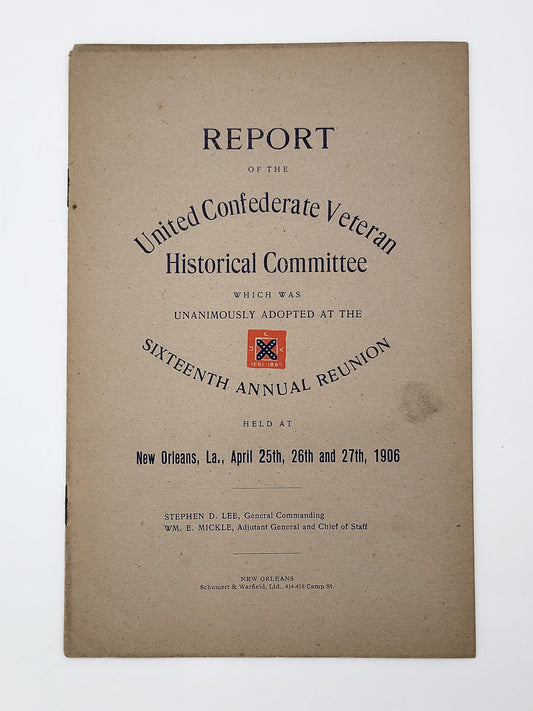 REPORT
OF THE
United Confederate Veteran
Historical Committee
WHICH WAS
UNANIMOUSLY ADOPTED AT THE
C
U V
1861-1865
SIXTEENTH ANNUAL REUNION
HELD AT
New Orleans, La., April 25th, 26th and 27th, 1906
STEPHEN D. LEE, General Commanding
WM. E. MICKLE, Adjutant General and Chief of Staff
NEW ORLEANS
Schumert & Warfield, Ltd., 414-418 Camp St.